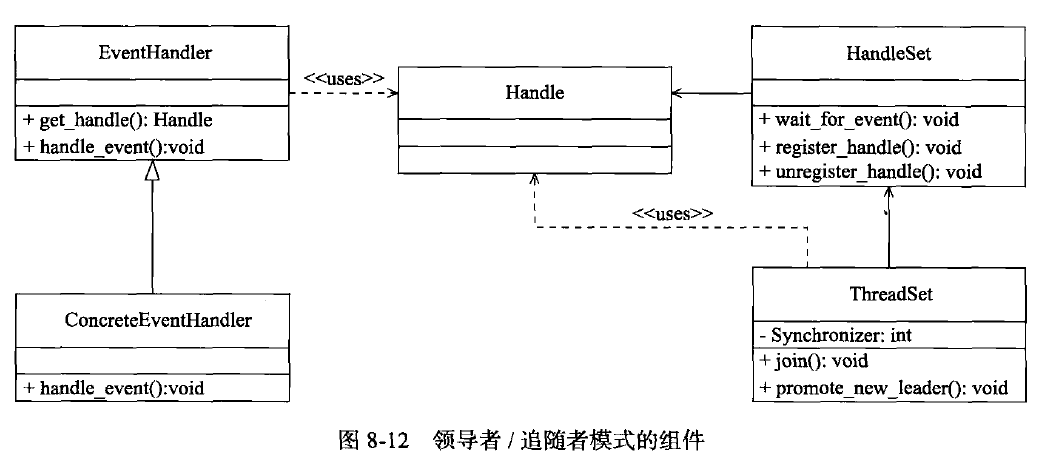 EventHandler
+ get_handle(): Handle
+ handle_event():void
<<uses>>
Handle
HandleSet
+ wait_for_event(): void
+ register_handle(): void
+ unregister_handle(): void
<<uses>>
ConcreteEventHandler
+ handle_event():void
ThreadSet
- Synchronizer: int
+ join(): void
+ promote_new_leader(): void
图 8-12 领导者 / 追随者模式的组件